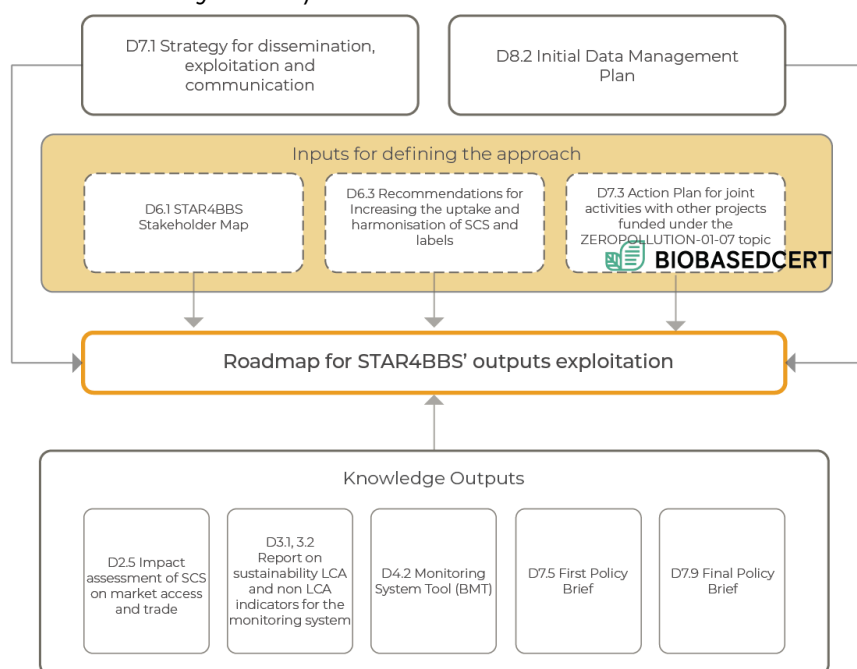 D7.1 Strategy for dissemination,
exploitation and
communication
D8.2 Initial Data Management
Plan
Inputs for defining the approach
D6.1 STAR4BBS
Stakeholder Map
D6.3 Recommendations for
Increasing the uptake and
harmonisation of SCS and
labels
D7.3 Action Plan for joint
activities with other projects
funded under the
ZEROPOLLUTION-01-07 topic
BIOBASEDCERT
Roadmap for STAR4BBS' outputs exploitation
Knowledge Outputs
D2.5 Impact
assessment of SCS
on market access
and trade
D3.1, 3.2
Report on
sustainability LCA
and non LCA
indicators for the
monitoring system
D4.2 Monitoring
System Tool (BMT)
D7.5 First Policy
Brief
D7.9 Final Policy
Brief